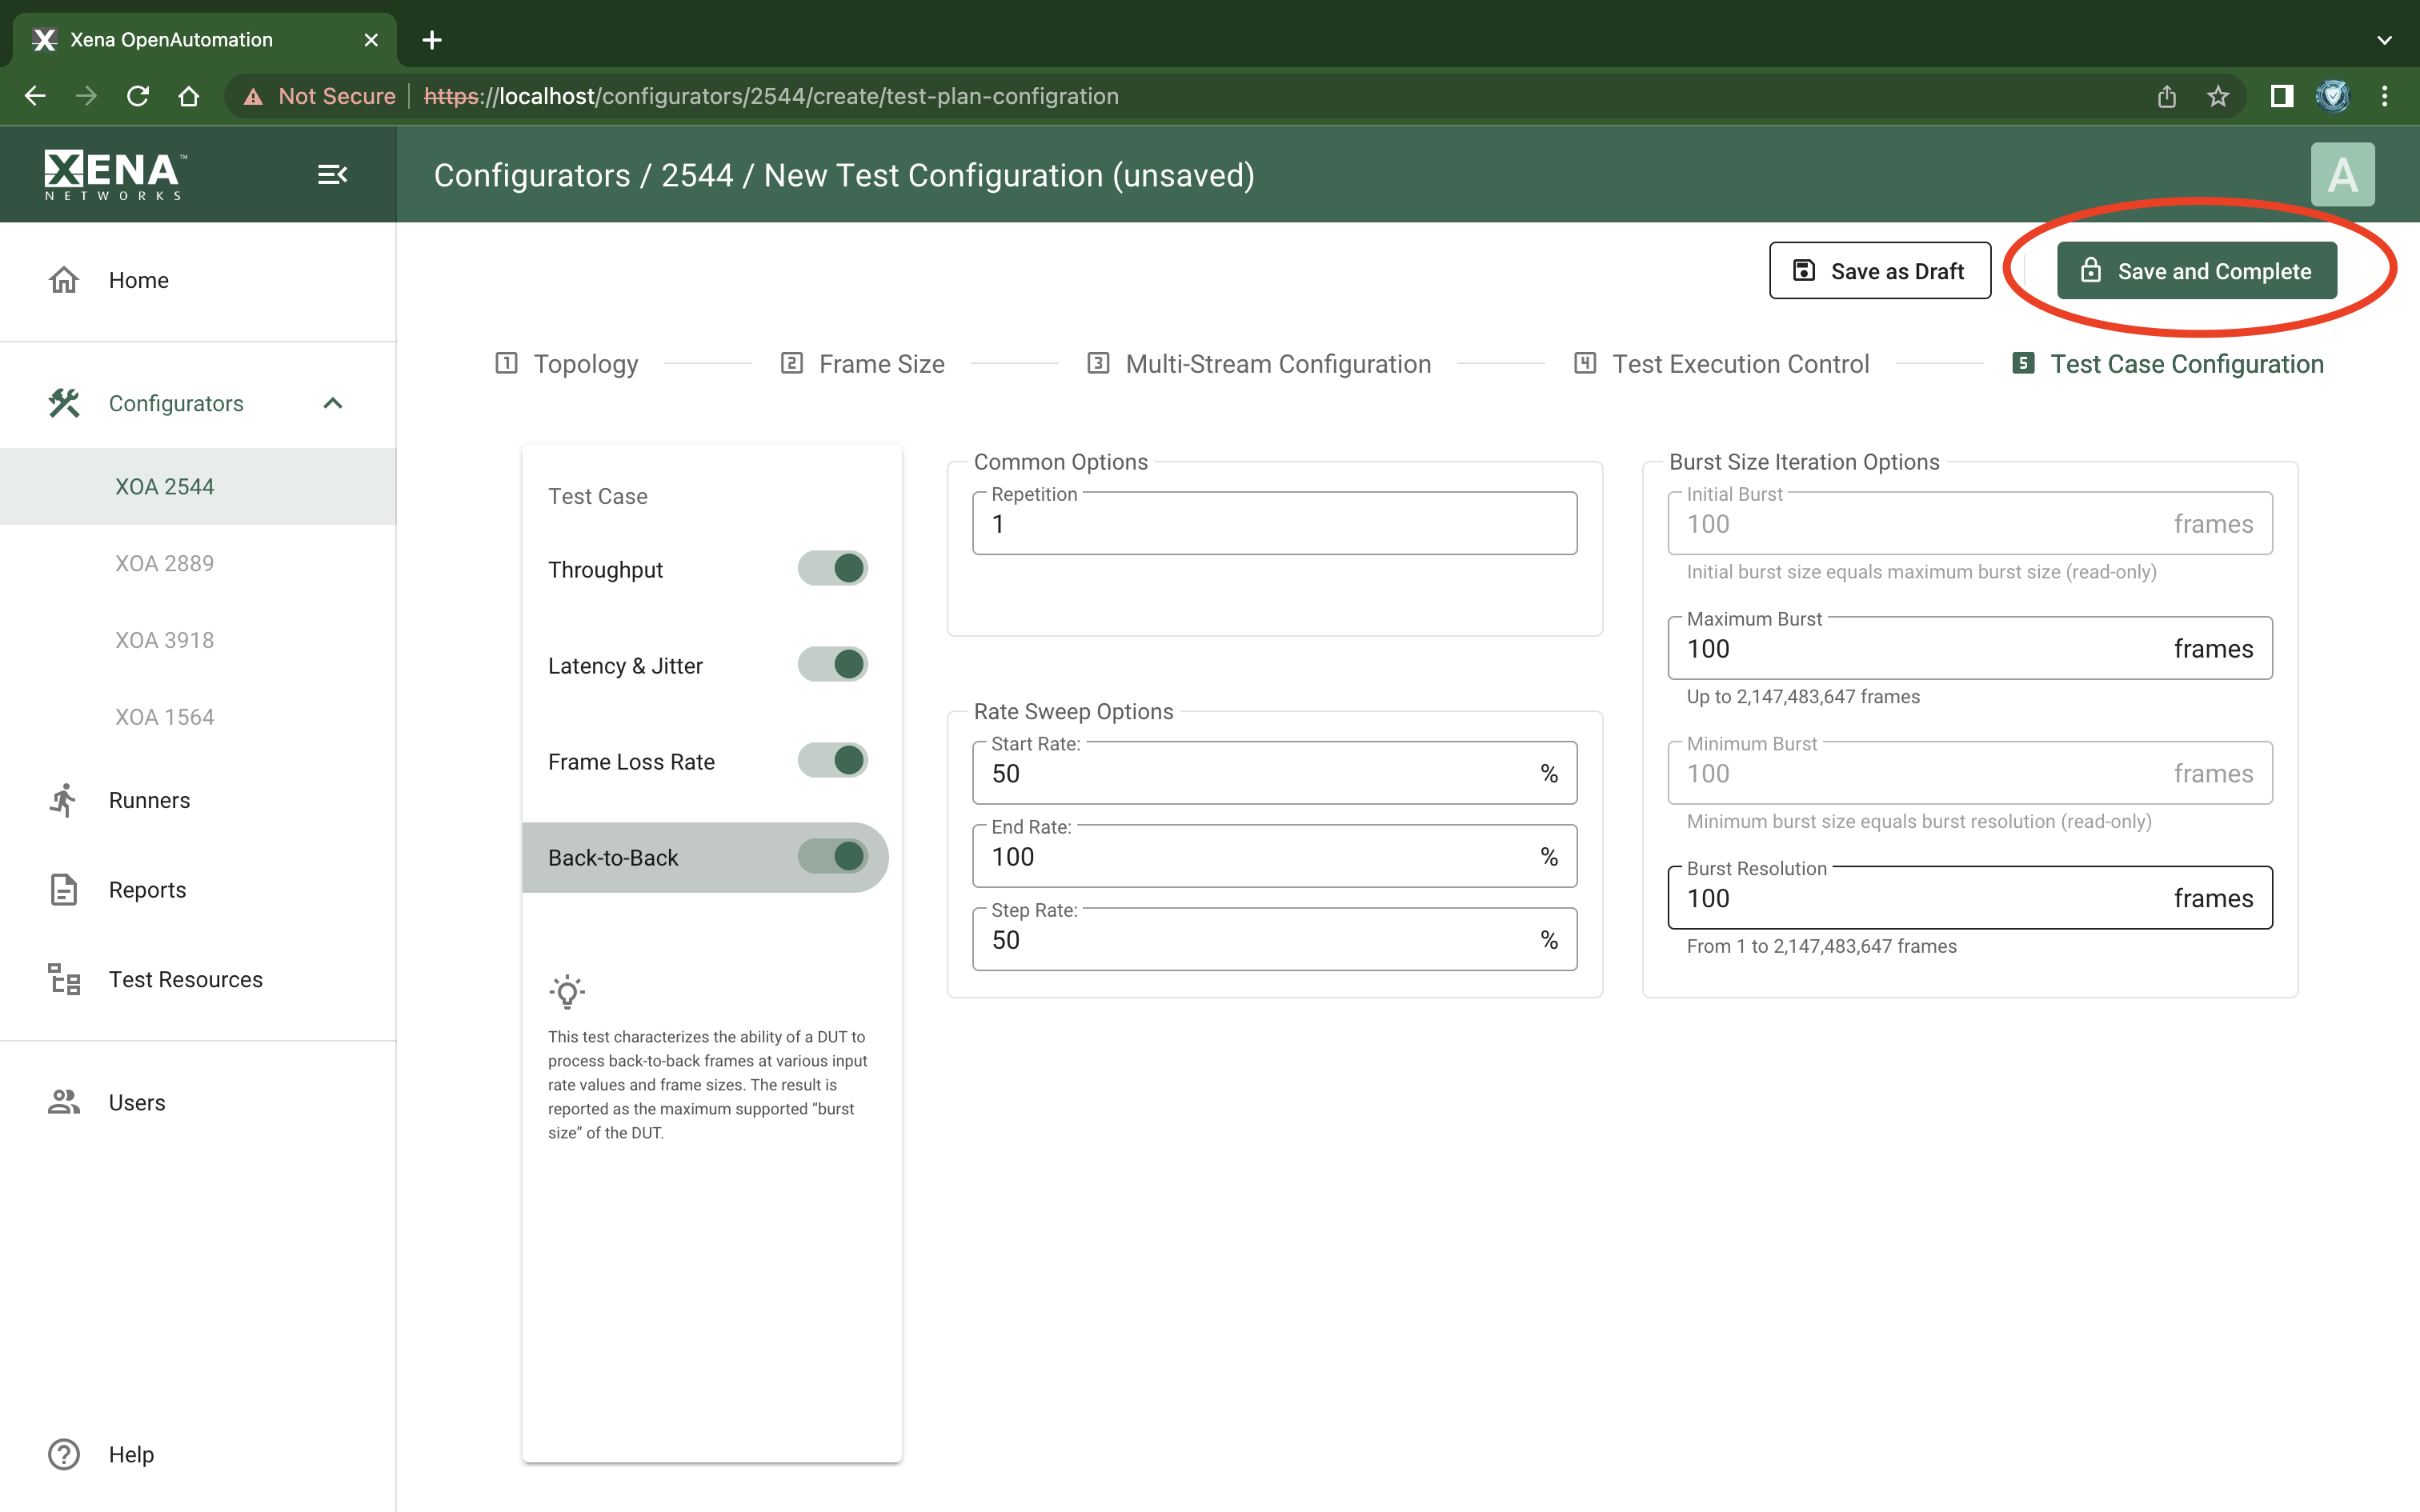 Xena OpenAutomation
Not Secure https://localhost/configurators/2544/create/test-plan-configration
XENA™
NETWORKS
Configurators / 2544 / New Test Configuration (unsaved)
A
Home
Save as Draft
Save and Complete
1 Topology
2 Frame Size
3 Multi-Stream Configuration
4 Test Execution Control
5 Test Case Configuration
Configurators
XOA 2544
XOA 2889
XOA 3918
XOA 1564
Runners
Reports
Test Resources
Users
Help
Test Case
Throughput
Latency & Jitter
Frame Loss Rate
Back-to-Back
This test characterizes the ability of a DUT to
process back-to-back frames at various input
rate values and frame sizes. The result is
reported as the maximum supported “burst
size” of the DUT.
Common Options
Repetition
1
Rate Sweep Options
Start Rate:
50 %
End Rate:
100 %
Step Rate:
50 %
Burst Size Iteration Options
Initial Burst
100 frames
Initial burst size equals maximum burst size (read-only)
Maximum Burst
100 frames
Up to 2,147,483,647 frames
Minimum Burst
100 frames
Minimum burst size equals burst resolution (read-only)
Burst Resolution
100 frames
From 1 to 2,147,483,647 frames